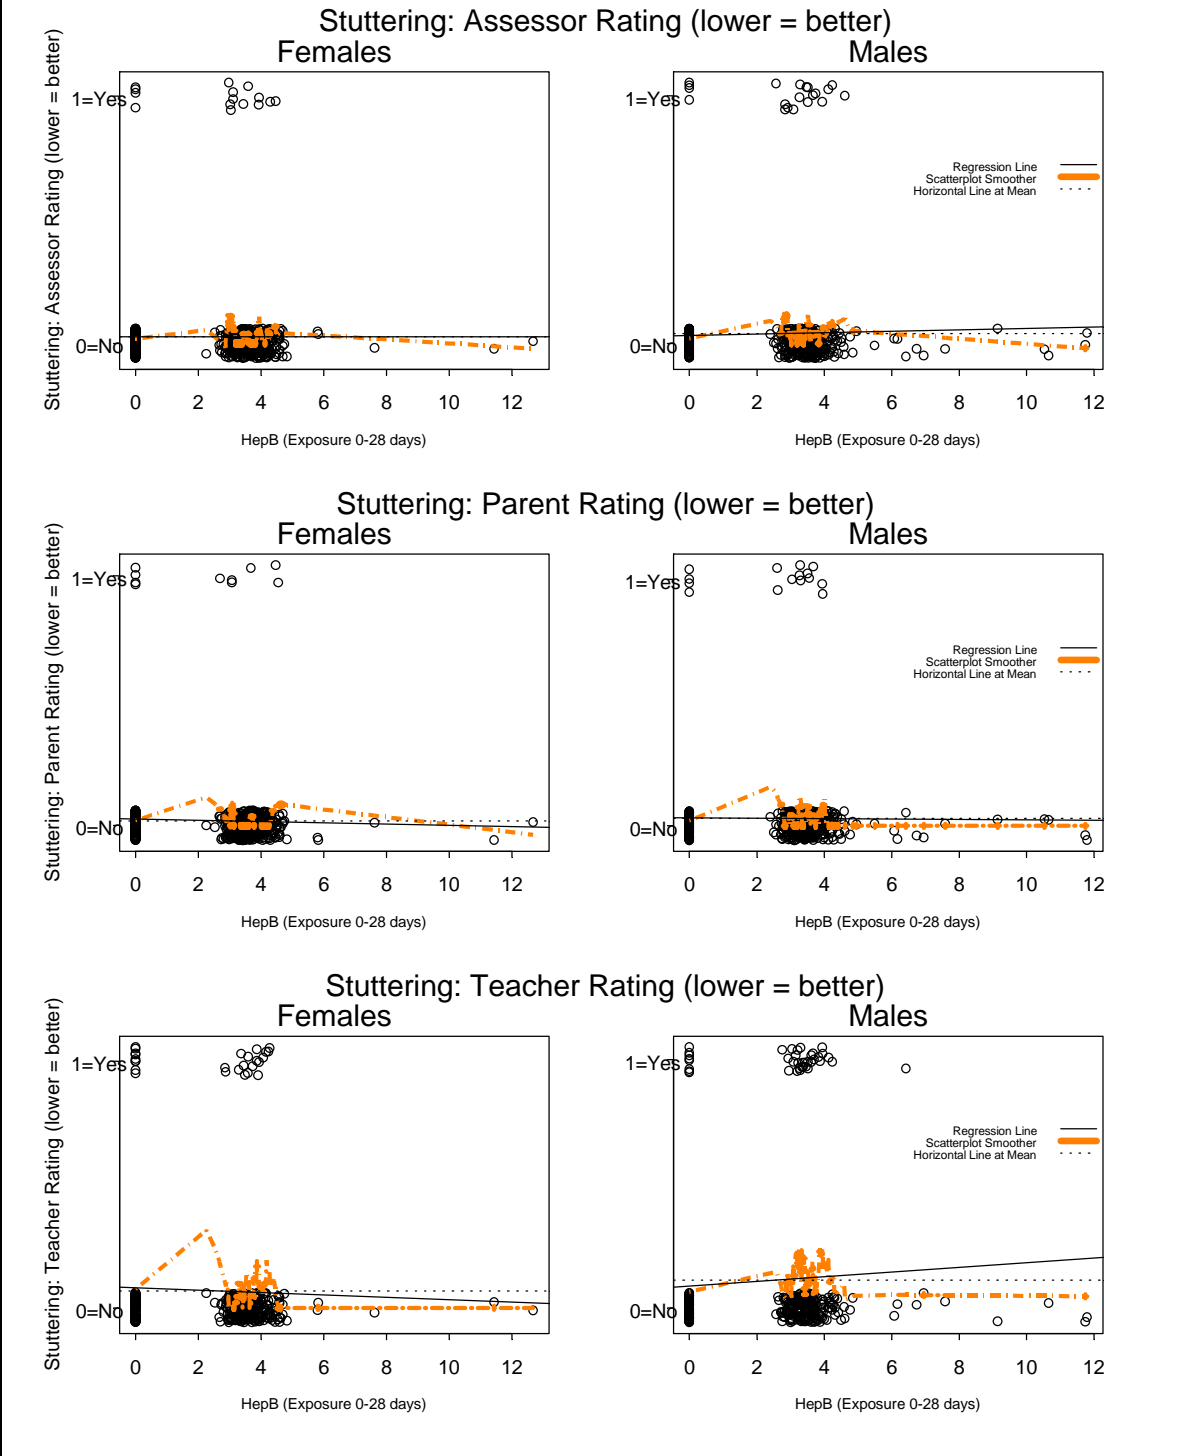 Stuttering: Assessor Rating (lower = better)
Females
Males
Stuttering: Assessor Rating (lower = better)
1=Yes
0=No
0 2 4 6 8 10 12
HepB (Exposure 0-28 days)
1=Yes
0=No
Regression Line
Scatterplot Smoother
Horizontal Line at Mean
0 2 4 6 8 10 12
HepB (Exposure 0-28 days)
Stuttering: Parent Rating (lower = better)
Females
Males
Stuttering: Parent Rating (lower = better)
1=Yes
0=No
0 2 4 6 8 10 12
HepB (Exposure 0-28 days)
1=Yes
0=No
Regression Line
Scatterplot Smoother
Horizontal Line at Mean
0 2 4 6 8 10 12
HepB (Exposure 0-28 days)
Stuttering: Teacher Rating (lower = better)
Females
Males
Stuttering: Teacher Rating (lower = better)
1=Yes
0=No
0 2 4 6 8 10 12
HepB (Exposure 0-28 days)
1=Yes
0=No
Regression Line
Scatterplot Smoother
Horizontal Line at Mean
0 2 4 6 8 10 12
HepB (Exposure 0-28 days)